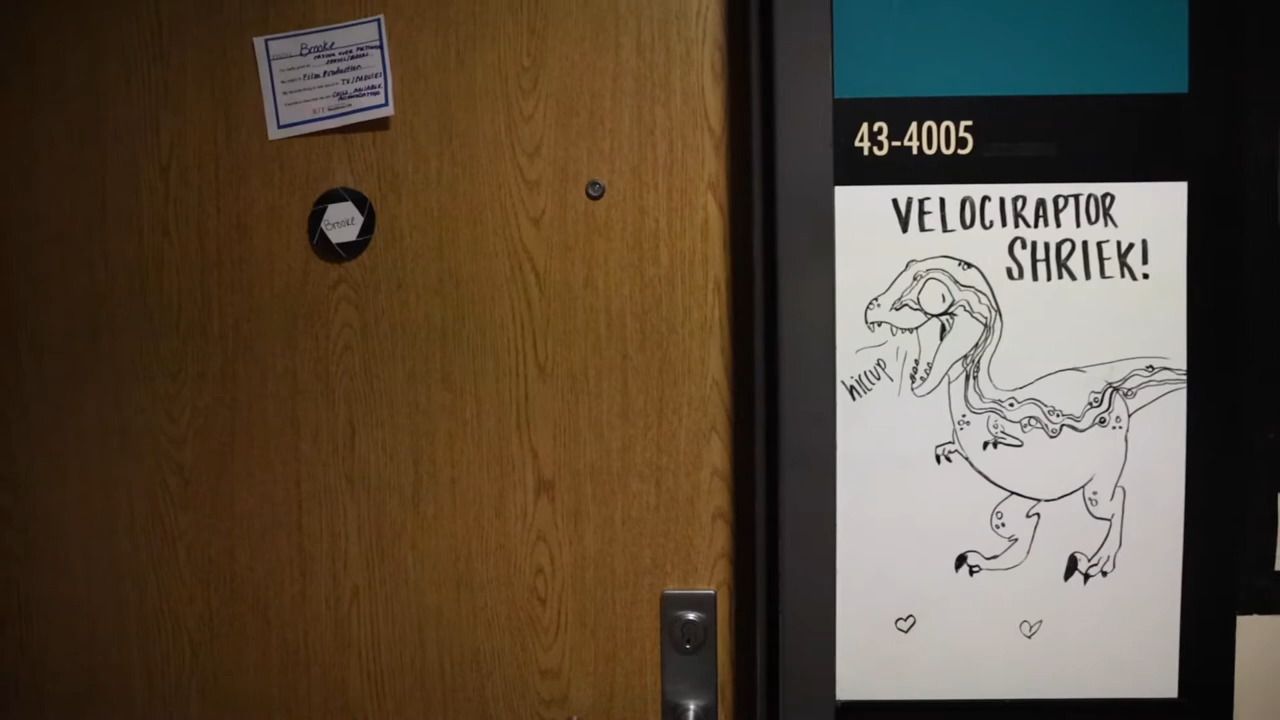 Brooke
Film Production
TV/MOVIES
Brooke
43-4005
VELOCIRAPTOR
SHRIEK!
hiccup